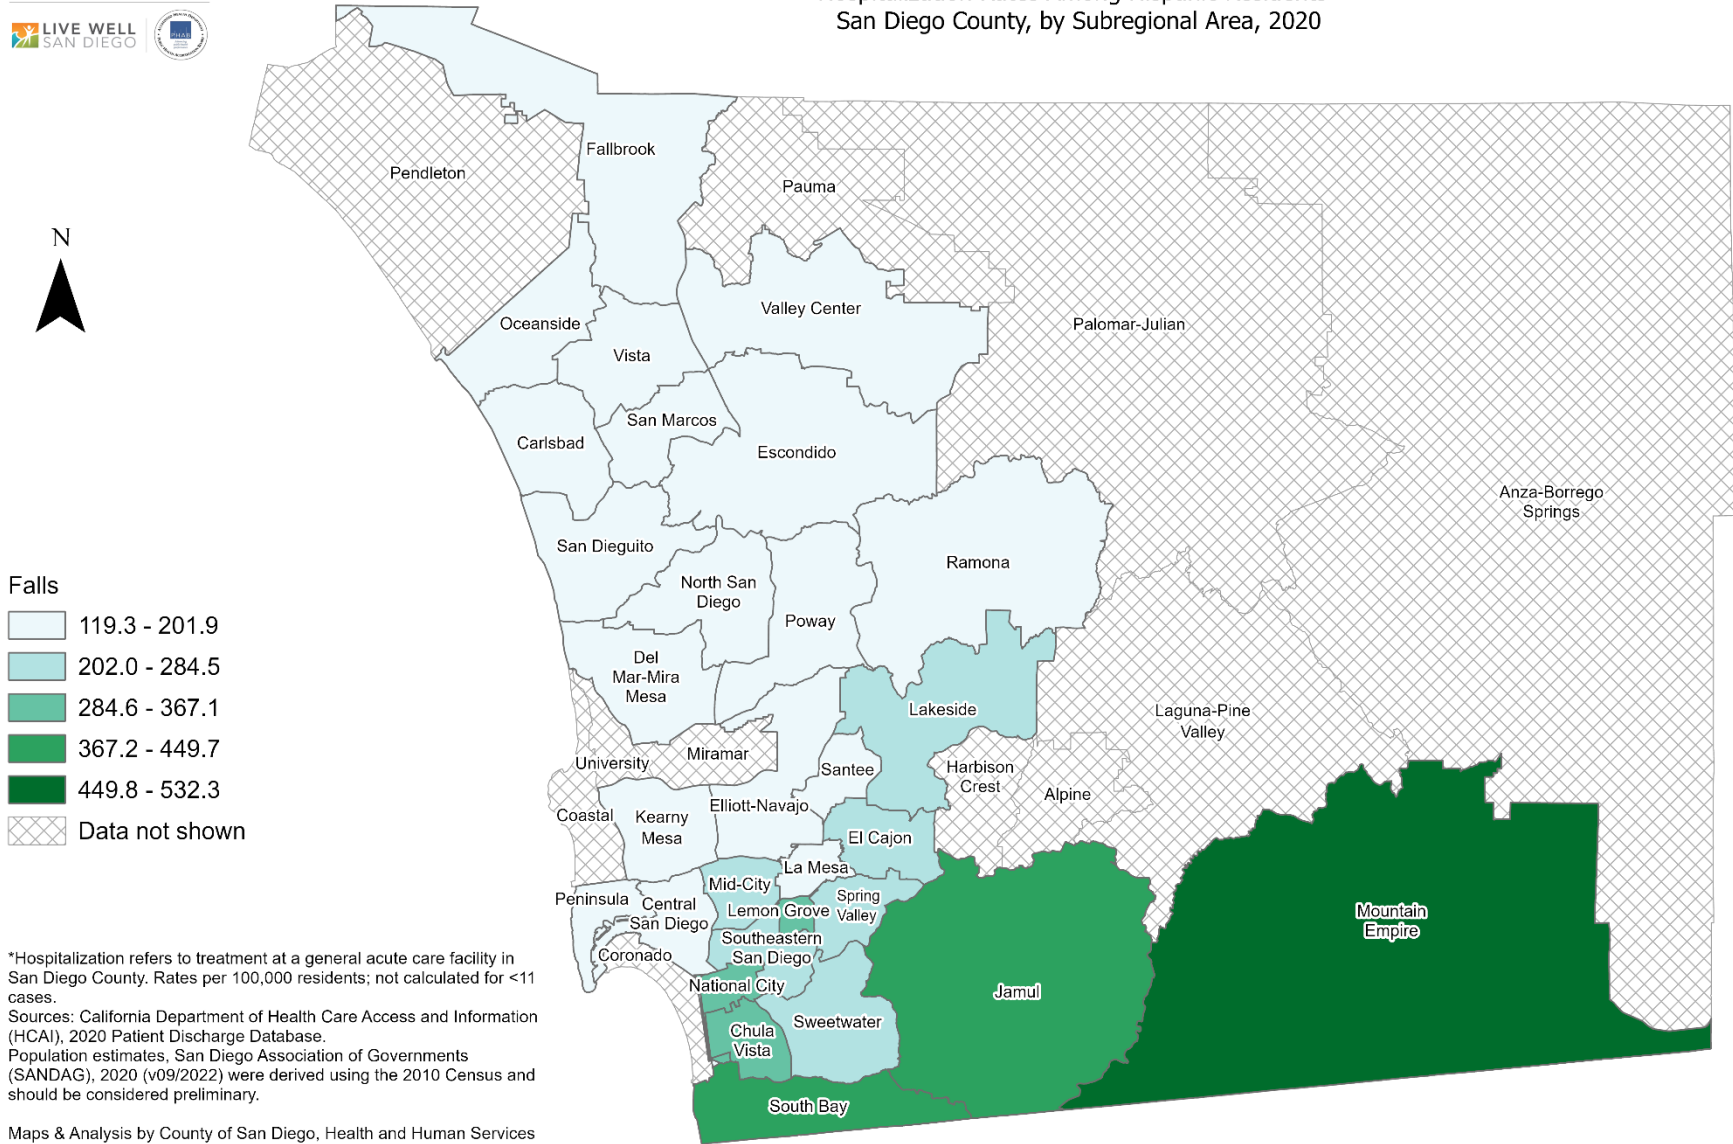 LIVE WELL
SAN DIEGO
PHAB
San Diego County, by Subregional Area, 2020
N
Fallbrook
Pendleton
Pauma
Valley Center
Oceanside
Palomar-Julian
Vista
San Marcos
Carlsbad
Escondido
Anza-Borrego
Springs
San Dieguito
Ramona
North San
Diego
Poway
Del
Mar-Mira
Mesa
Lakeside
Laguna-Pine
Valley
Miramar
University
Santee
Harbison
Crest
Alpine
Coastal
Kearny
Mesa
Elliott-Navajo
El Cajon
La Mesa
Mid-City
Peninsula
Central
San Diego
Spring
Valley
Lemon Grove
Mountain
Empire
Southeastern
San Diego
Coronado
National City
Jamul
Sweetwater
Chula
Vista
South Bay
Falls
119.3 - 201.9
202.0 - 284.5
284.6 - 367.1
367.2 - 449.7
449.8 - 532.3
Data not shown
*Hospitalization refers to treatment at a general acute care facility in
San Diego County. Rates per 100,000 residents; not calculated for <11
cases.
Sources: California Department of Health Care Access and Information
(HCAI), 2020 Patient Discharge Database.
Population estimates, San Diego Association of Governments
(SANDAG), 2020 (v09/2022) were derived using the 2010 Census and
should be considered preliminary.
Maps & Analysis by County of San Diego, Health and Human Services